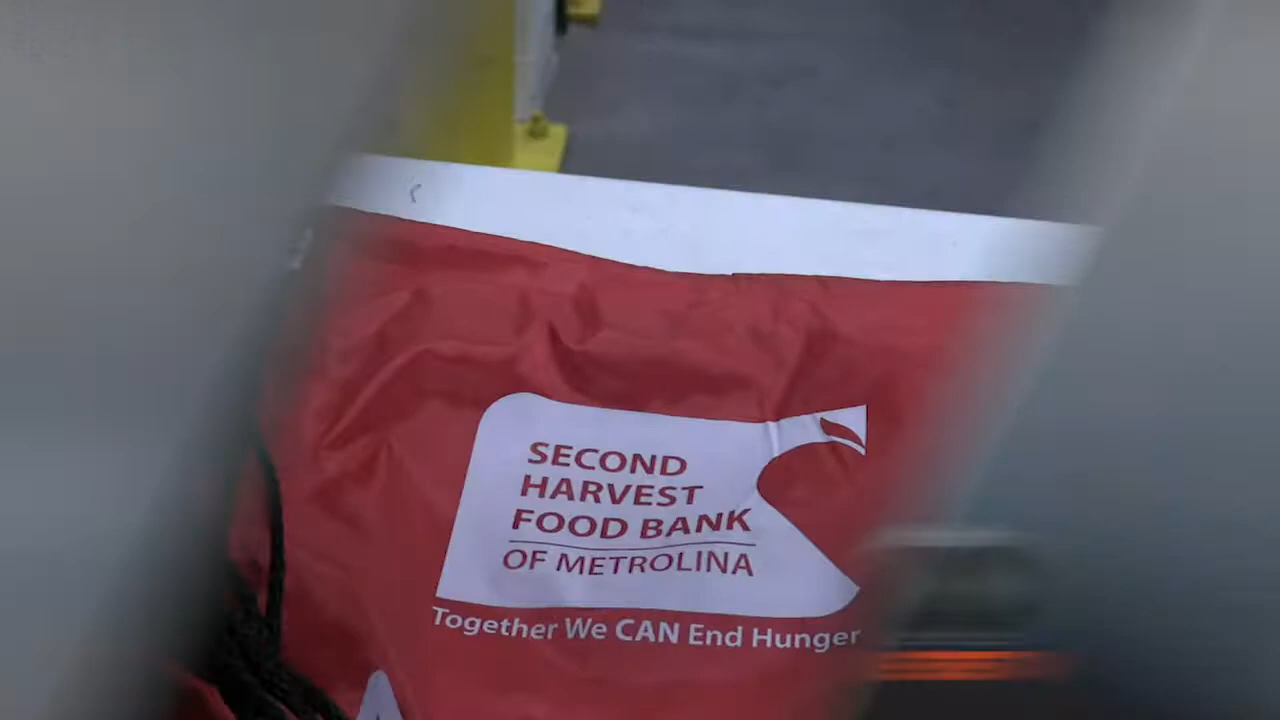 SECOND
HARVEST
FOOD BANK
OF METROLINA
Together We CAN End Hunger